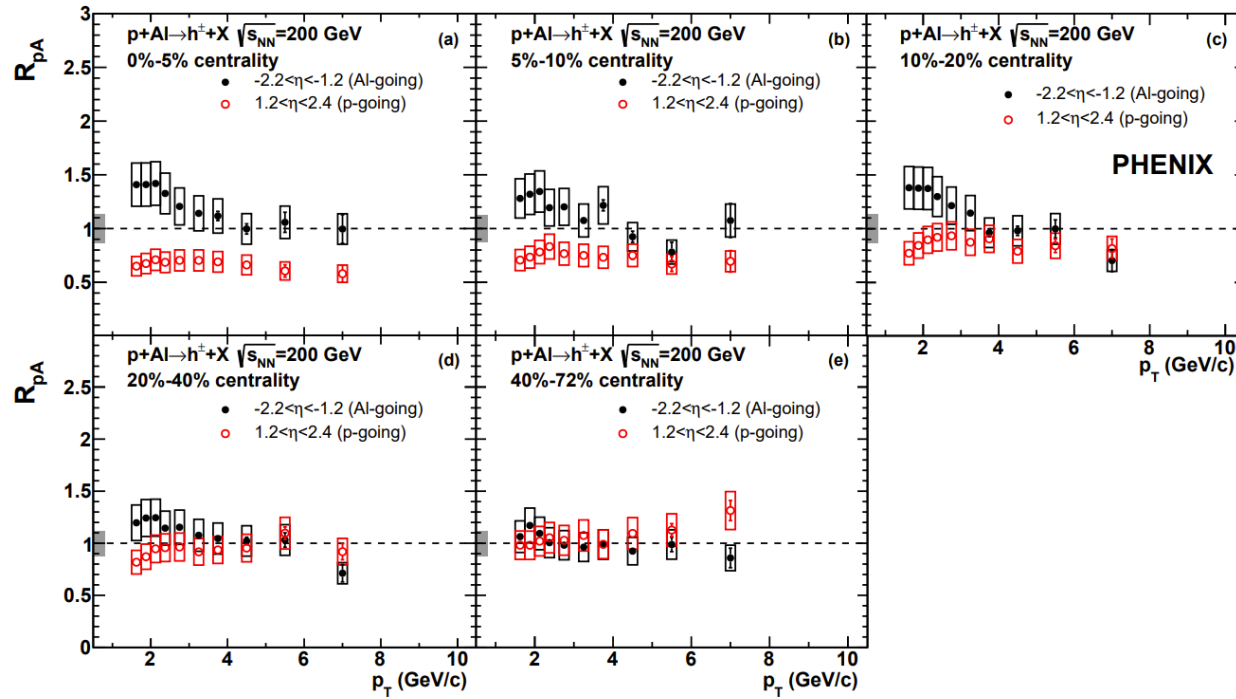 R_pA
3
2.5
2
1.5
1
0.5
p+Al→h±+X √s_NN=200 GeV (a)
0%-5% centrality
-2.2<η<-1.2 (Al-going)
1.2<η<2.4 (p-going)
p+Al→h±+X √s_NN=200 GeV (b)
5%-10% centrality
-2.2<η<-1.2 (Al-going)
1.2<η<2.4 (p-going)
p+Al→h±+X √s_NN=200 GeV (c)
10%-20% centrality
-2.2<η<-1.2 (Al-going)
1.2<η<2.4 (p-going)
PHENIX
2 4 6 8 10
p_T (GeV/c)
R_pA
2.5
2
1.5
1
0.5
0
p+Al→h±+X √s_NN=200 GeV (d)
20%-40% centrality
-2.2<η<-1.2 (Al-going)
1.2<η<2.4 (p-going)
2 4 6 8 10
p_T (GeV/c)
p+Al→h±+X √s_NN=200 GeV (e)
40%-72% centrality
-2.2<η<-1.2 (Al-going)
1.2<η<2.4 (p-going)
2 4 6 8 10
p_T (GeV/c)